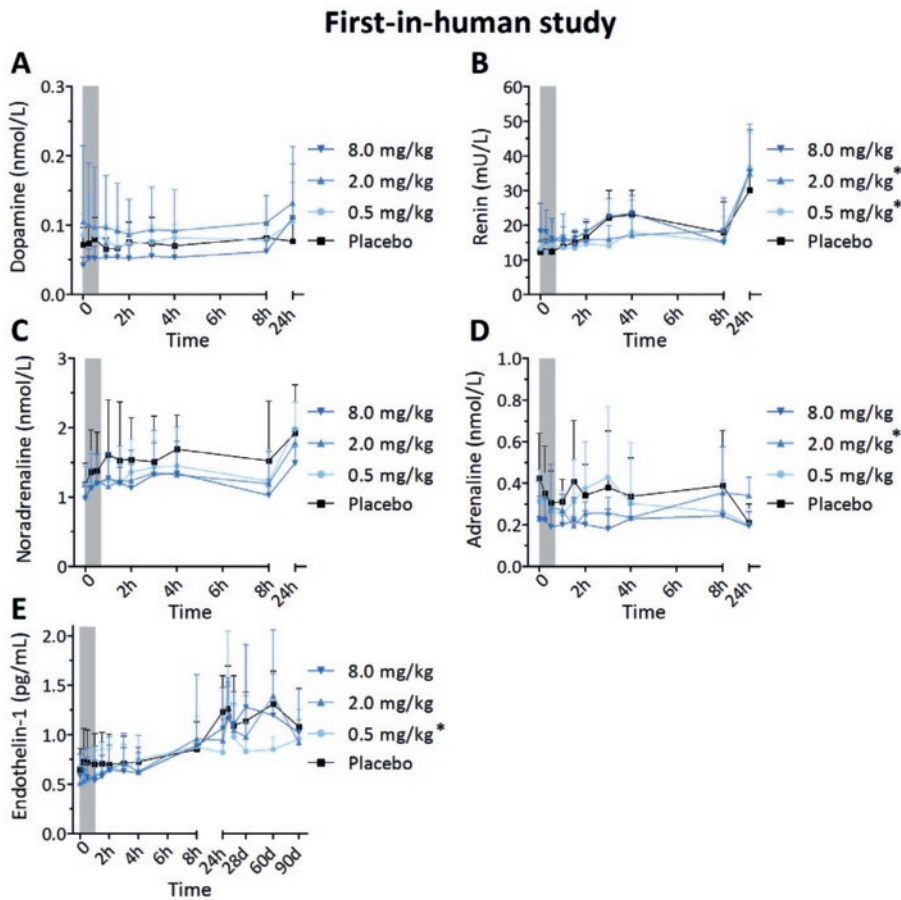 First-in-human study
A
Dopamine (nmol/L)
0.3
0.2
0.1
0.0
0
2h
4h
6h
8h
24h
Time
8.0 mg/kg
2.0 mg/kg
0.5 mg/kg
Placebo
B
Renin (mU/L)
60
50
40
30
20
10
0
0
2h
4h
6h
8h
24h
Time
8.0 mg/kg
2.0 mg/kg*
0.5 mg/kg*
Placebo
C
Noradrenaline (nmol/L)
3
2
1
0
0
2h
4h
6h
8h
24h
Time
8.0 mg/kg
2.0 mg/kg
0.5 mg/kg
Placebo
D
Adrenaline (nmol/L)
1.0
0.8
0.6
0.4
0.2
0.0
0
2h
4h
6h
8h
24h
Time
8.0 mg/kg
2.0 mg/kg*
0.5 mg/kg
Placebo
E
Endothelin-1 (pg/mL)
2.0
1.5
1.0
0.5
0.0
0
2h
4h
6h
8h
24h
28d
60d
90d
Time
8.0 mg/kg
2.0 mg/kg
0.5 mg/kg*
Placebo